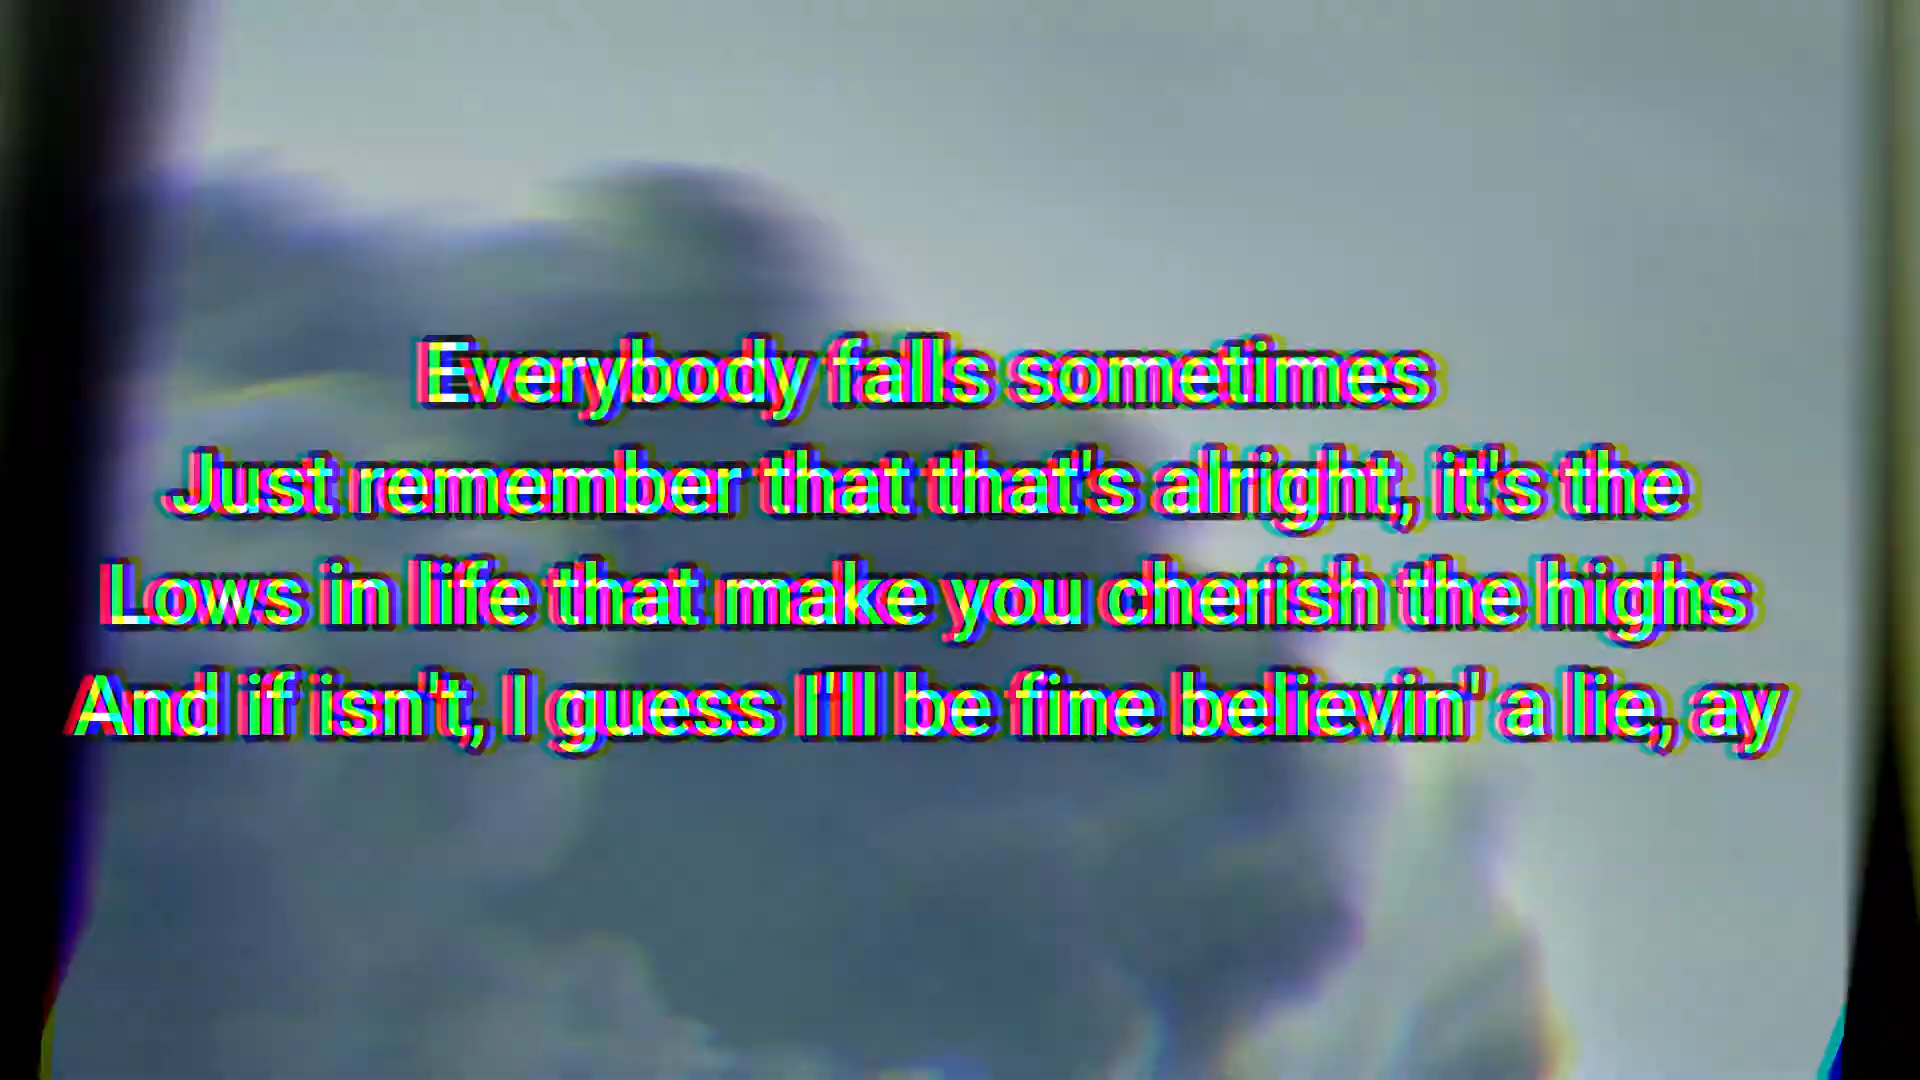 Everybody falls sometimes
Just remember that that's alright, it's the
Lows in life that make you cherish the highs
And if isn't, I guess I'll be fine believin' a lie, ay